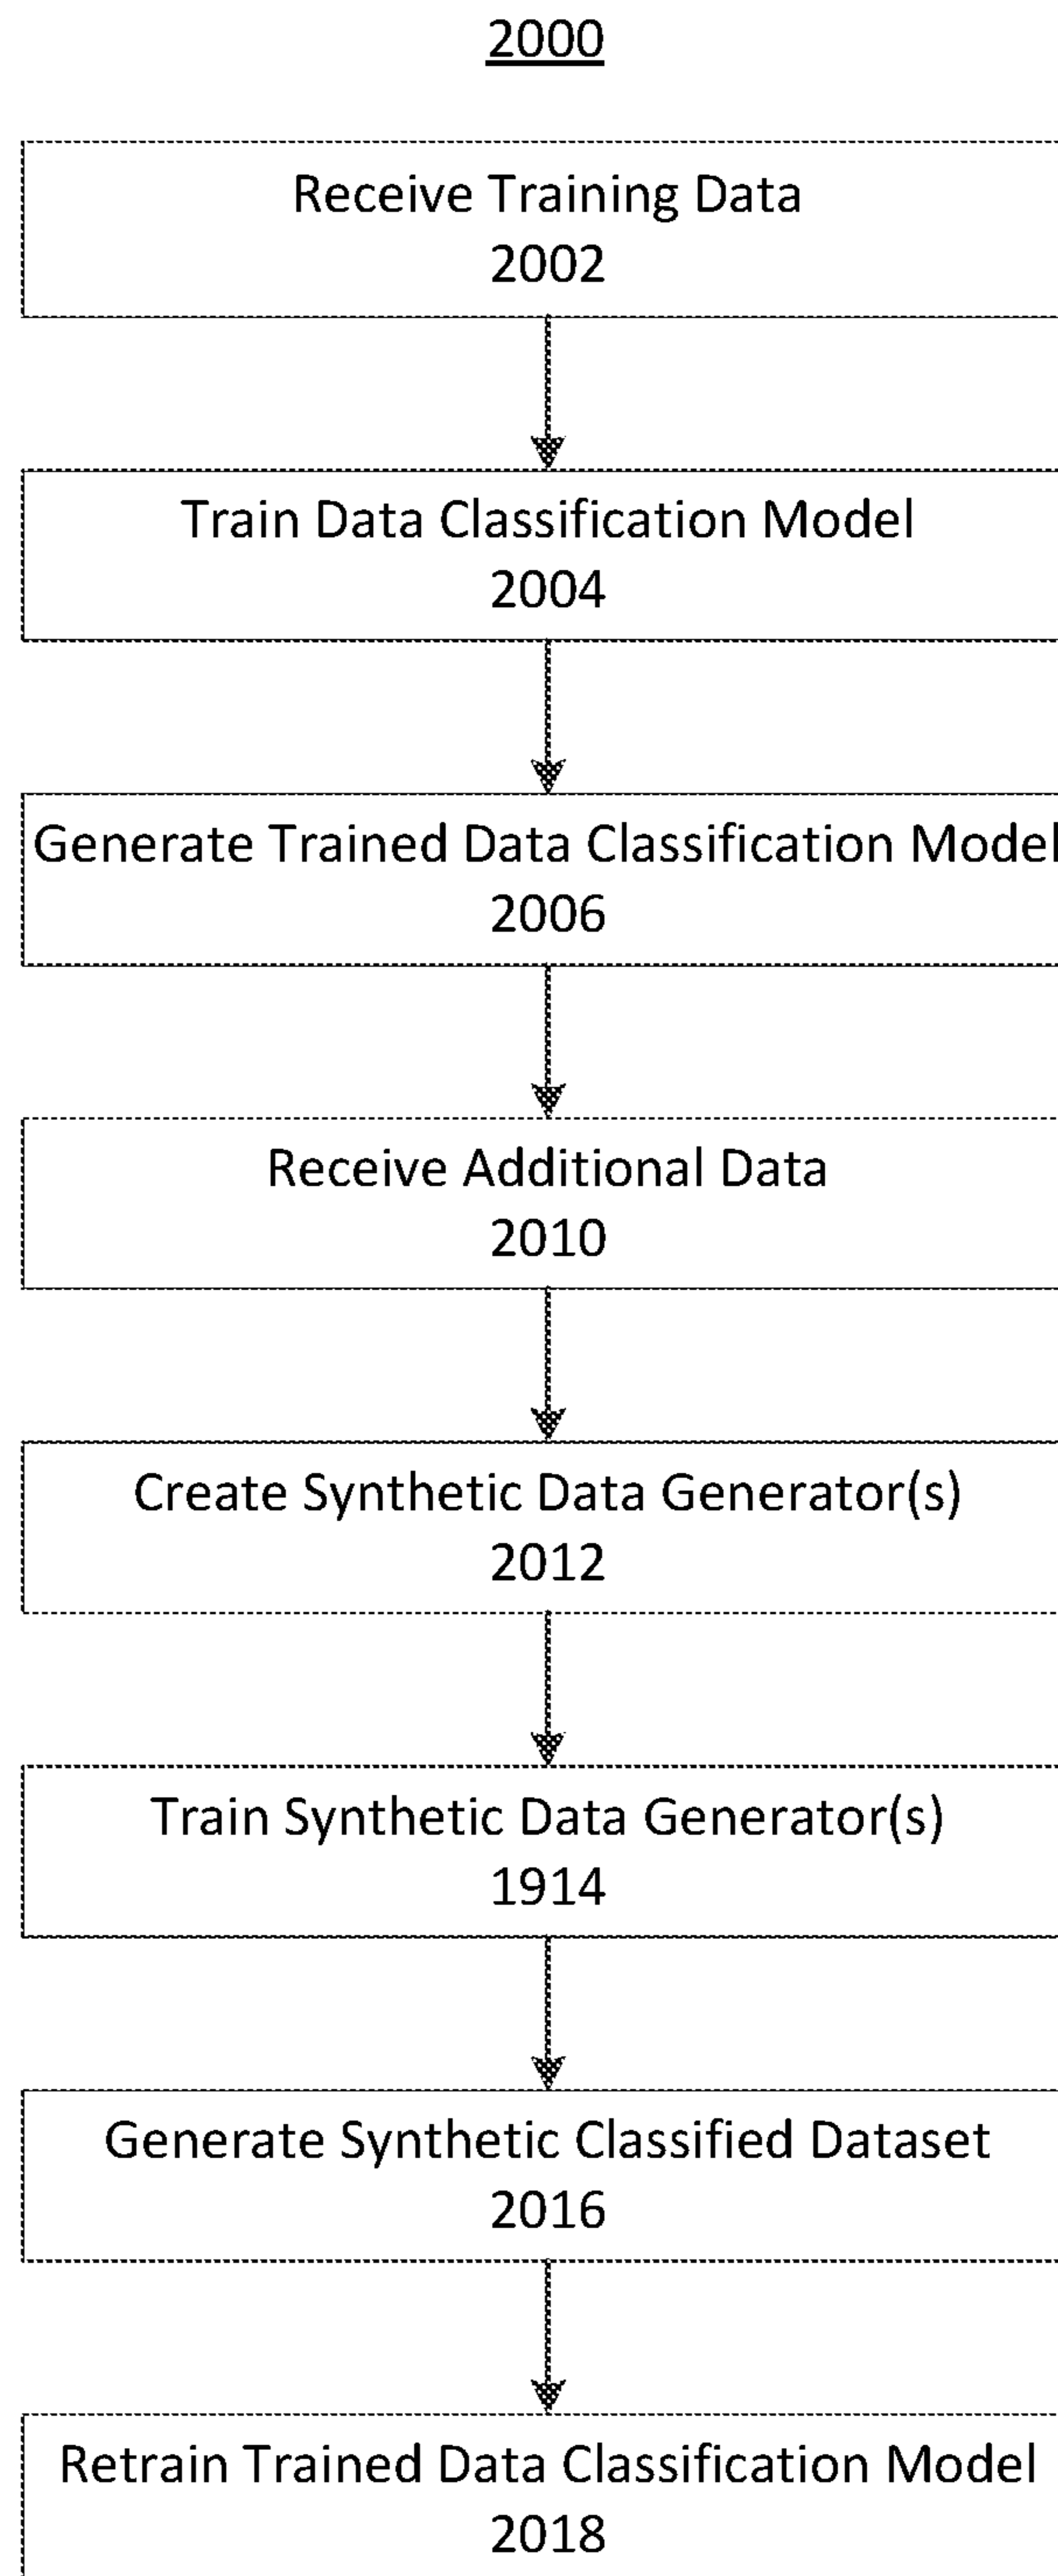 2000
Receive Training Data
2002
Train Data Classification Model
2004
Generate Trained Data Classification Model
2006
Receive Additional Data
2010
Create Synthetic Data Generator(s)
2012
Train Synthetic Data Generator(s)
1914
Generate Synthetic Classified Dataset
2016
Retrain Trained Data Classification Model
2018